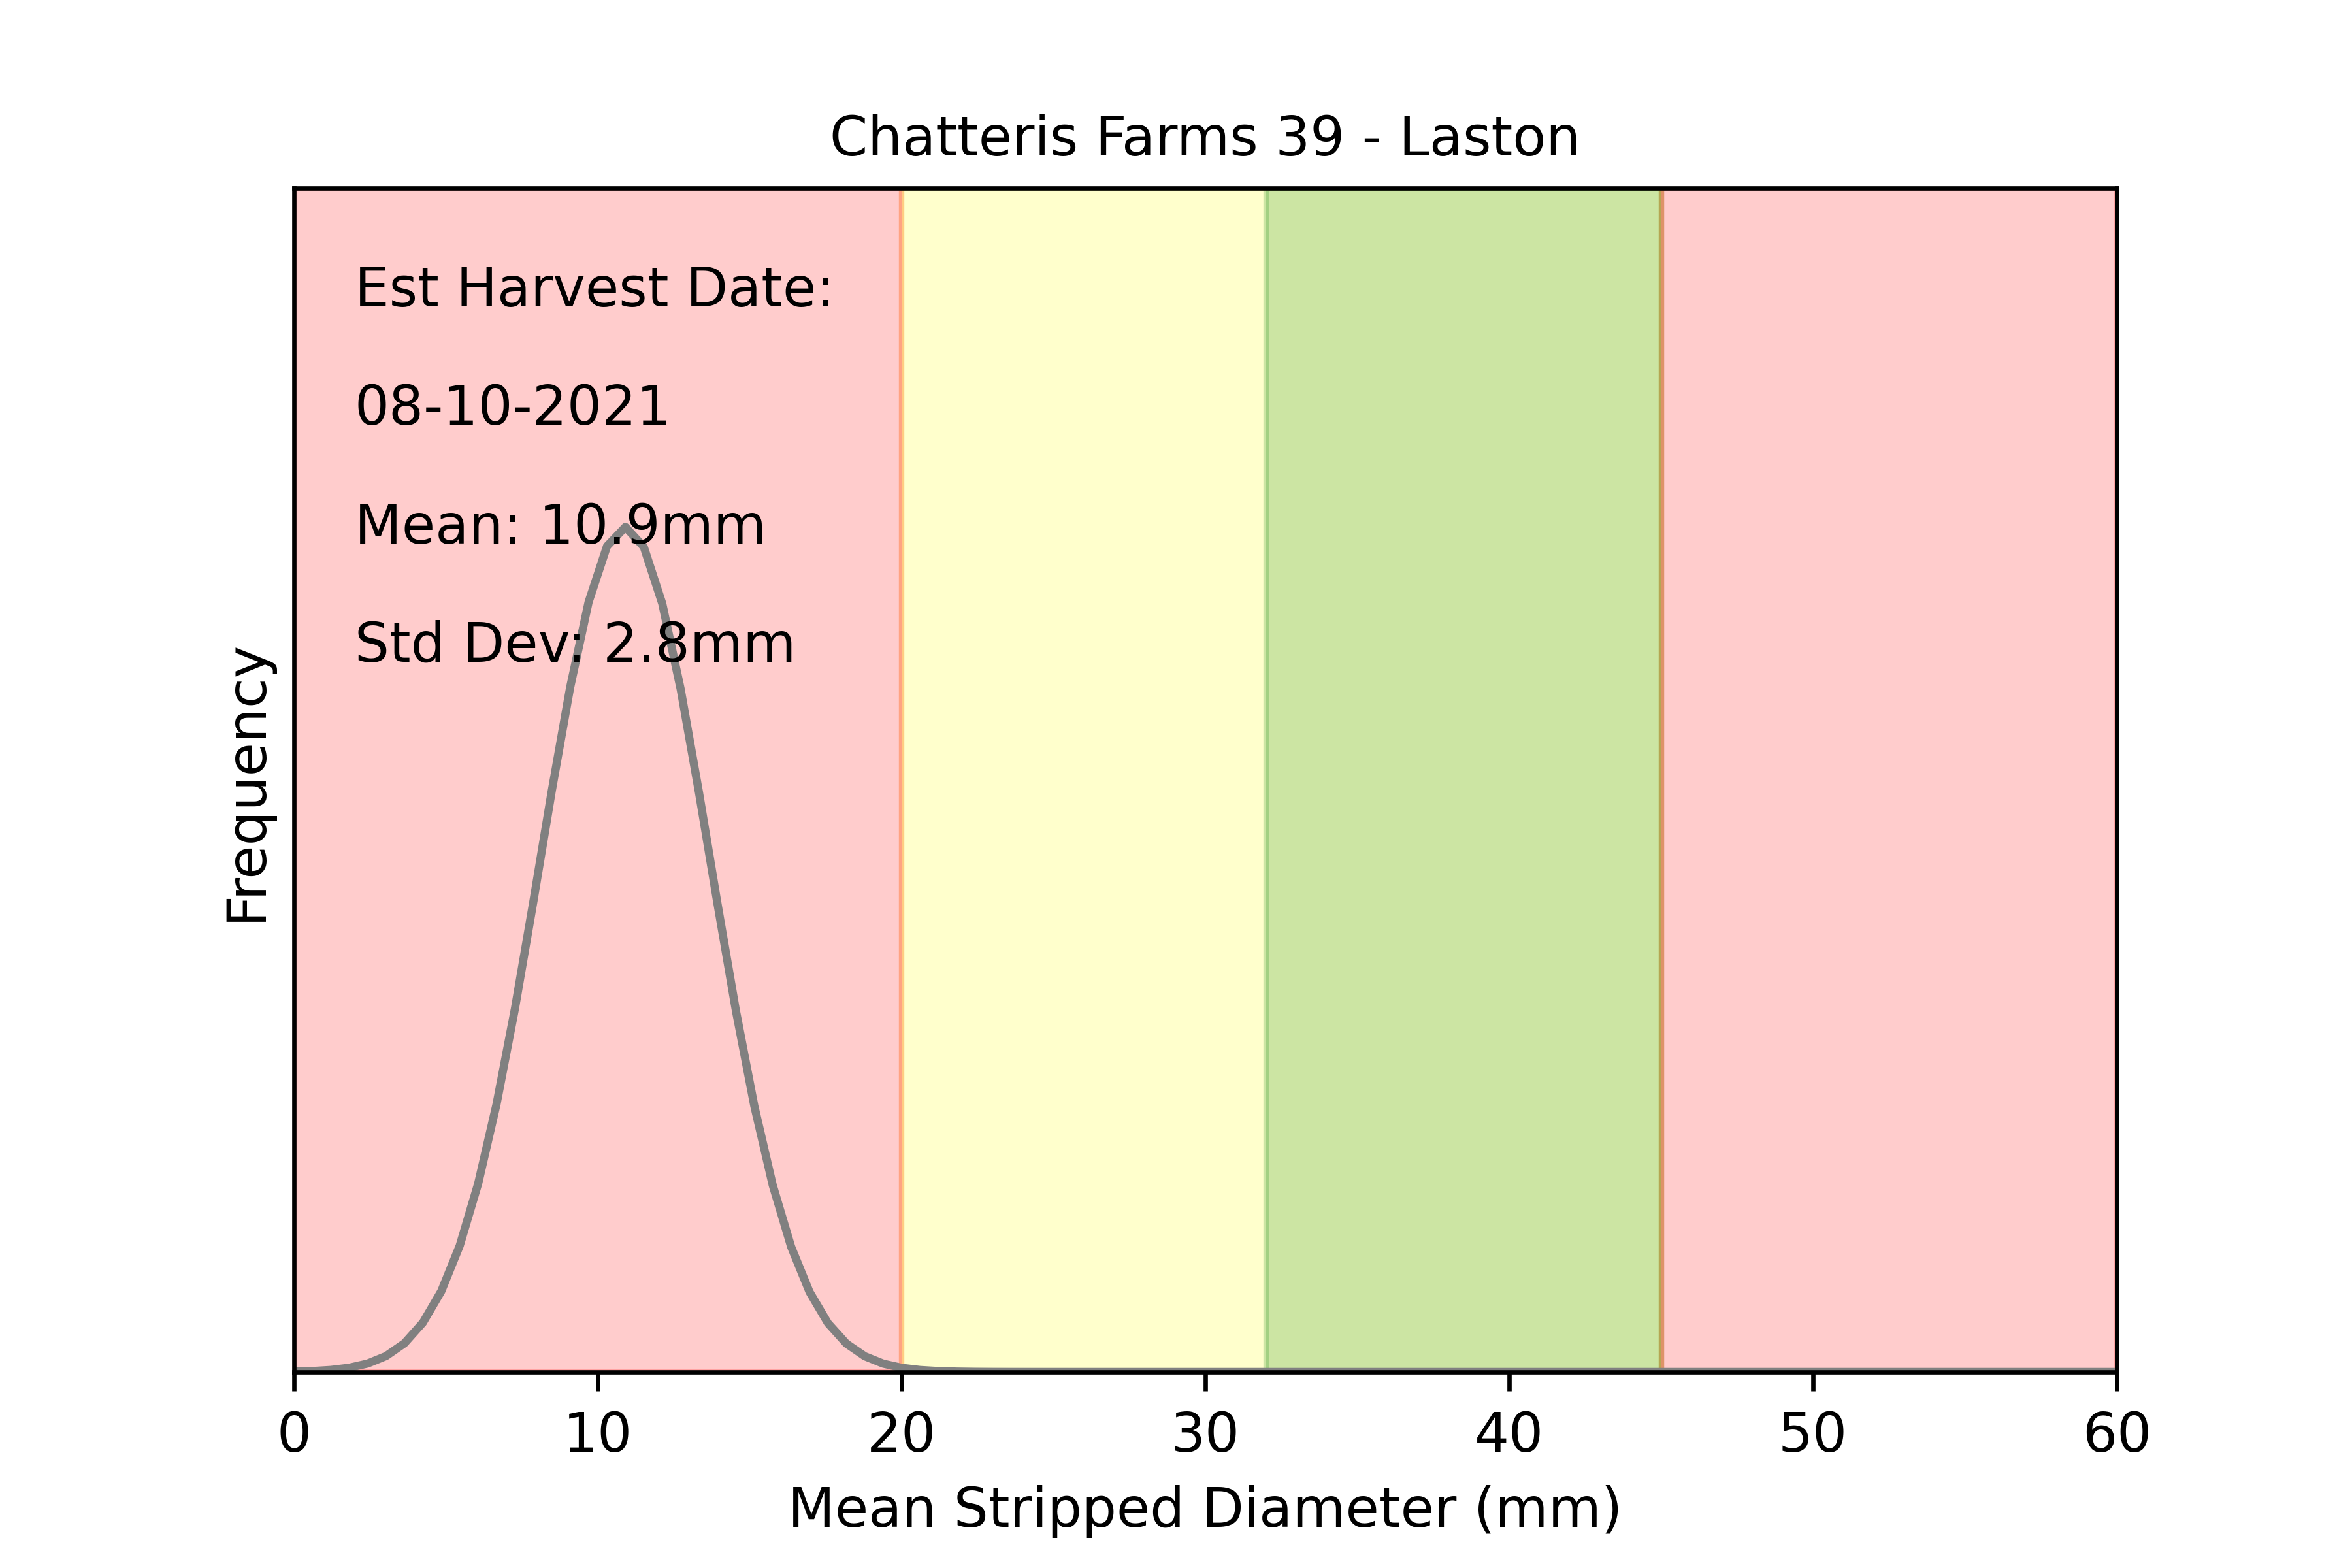 Chatteris Farms 39 - Laston
Est Harvest Date:
08-10-2021
Mean: 10.9mm
Std Dev: 2.8mm
Frequency
0 10 20 30 40 50 60
Mean Stripped Diameter (mm)